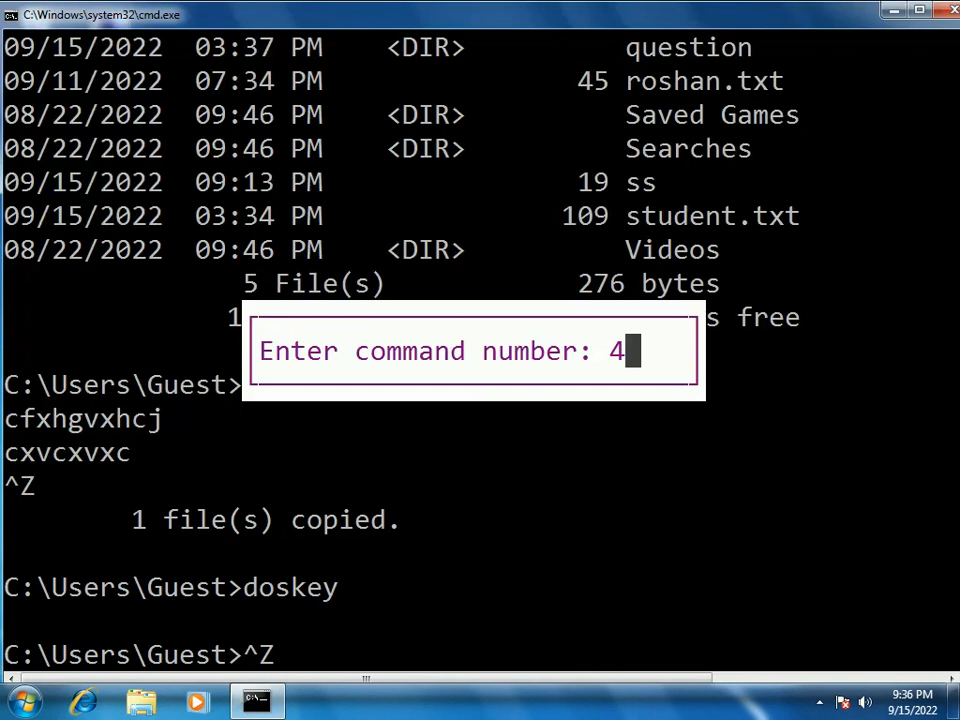 C:\Windows\system32\cmd.exe
09/15/2022 03:37 PM <DIR> question
09/11/2022 07:34 PM 45 roshan.txt
08/22/2022 09:46 PM <DIR> Saved Games
08/22/2022 09:46 PM <DIR> Searches
09/15/2022 09:13 PM 19 ss
09/15/2022 03:34 PM 109 student.txt
08/22/2022 09:46 PM <DIR> Videos
5 File(s) 276 bytes
1 s free
Enter command number: 4
C:\Users\Guest>
cfxhgvxhcj
cxvcxvxc
^Z
1 file(s) copied.
C:\Users\Guest>doskey
C:\Users\Guest>^Z
9:36 PM
9/15/2022